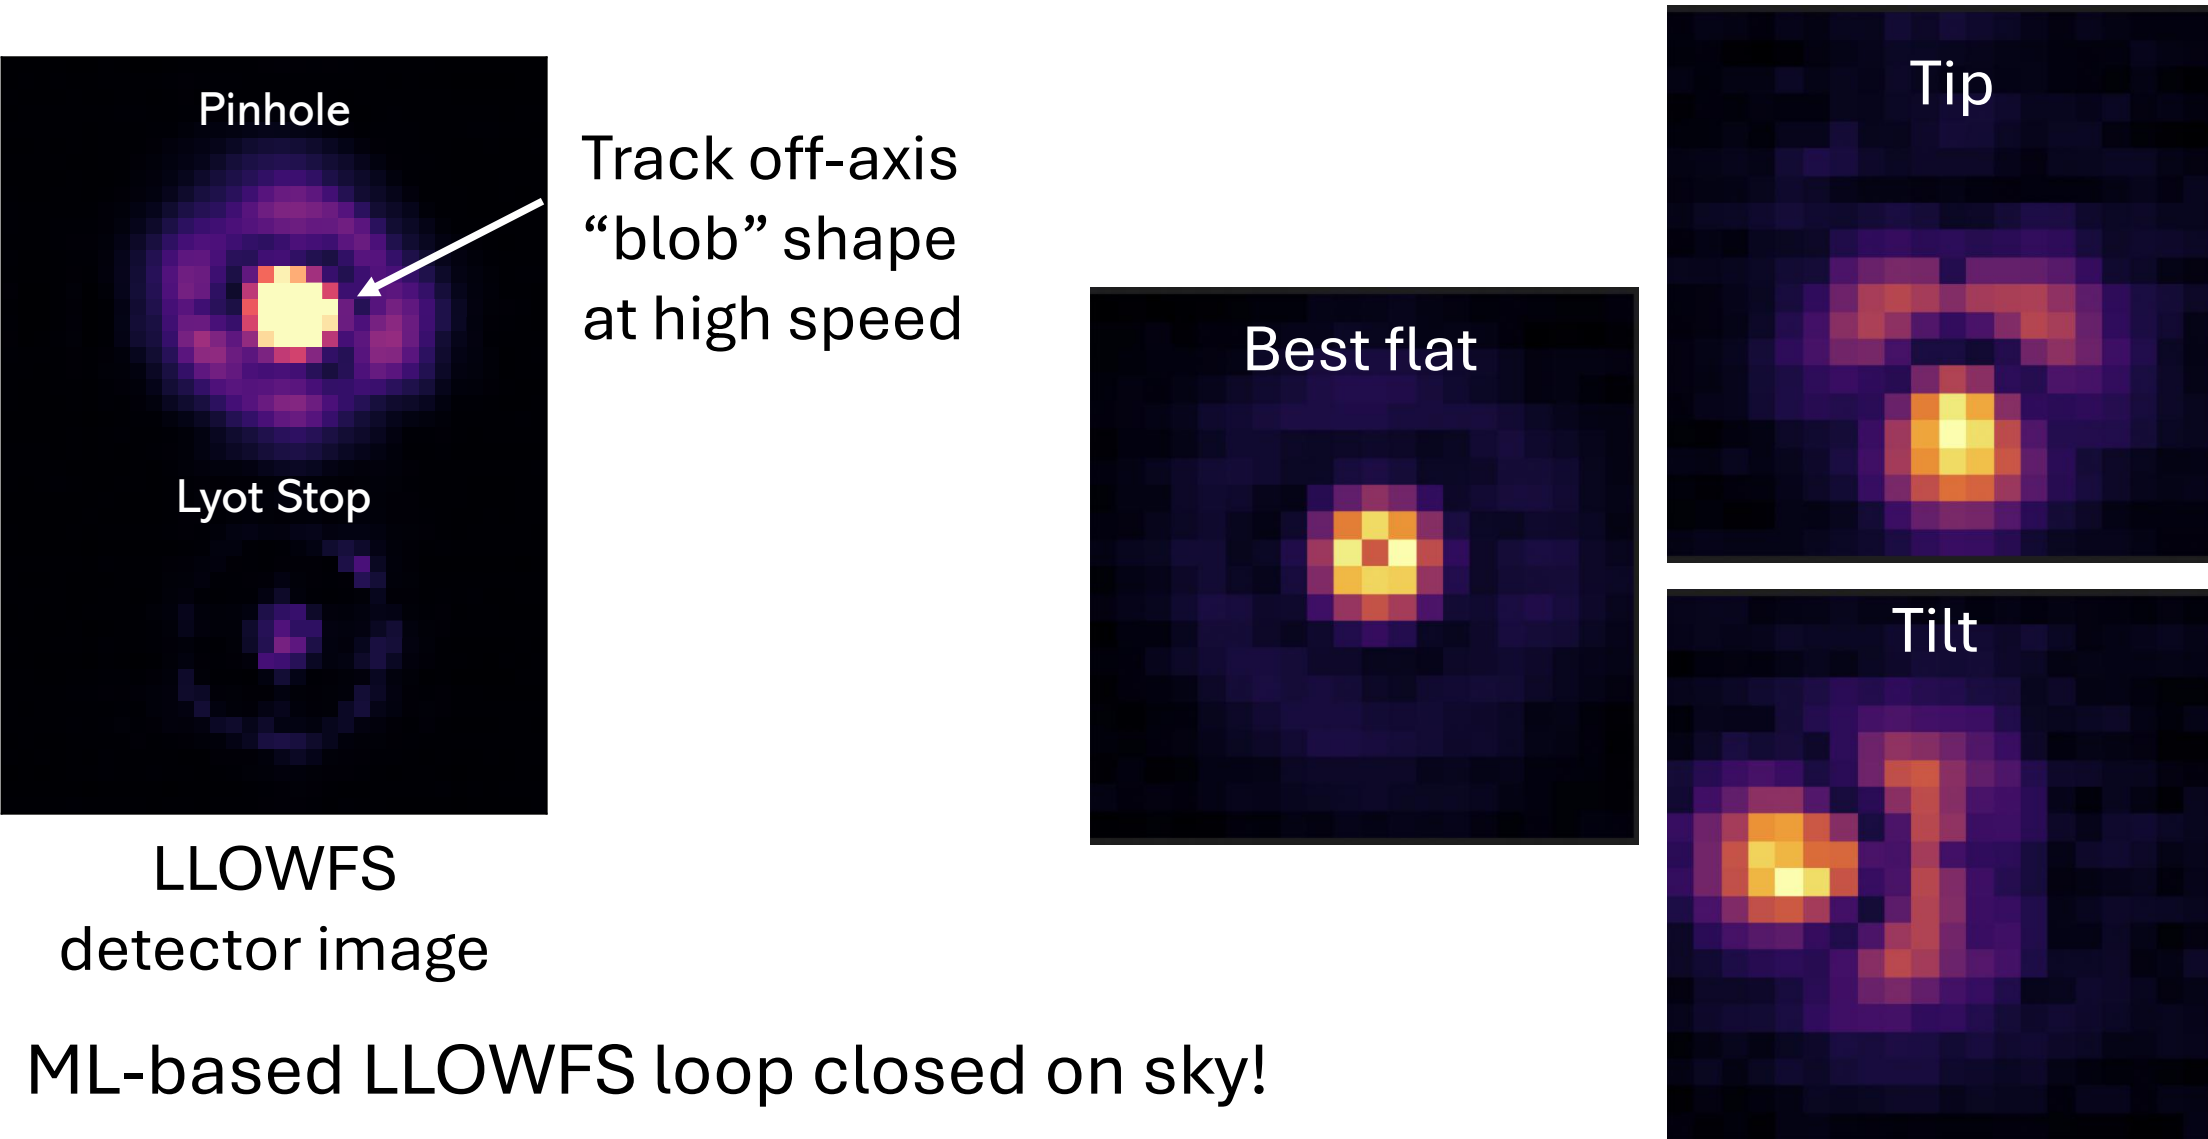 Pinhole
Lyot Stop
LLOWFS
detector image
Track off-axis
“blob” shape
at high speed
Best flat
Tip
Tilt
ML-based LLOWFS loop closed on sky!